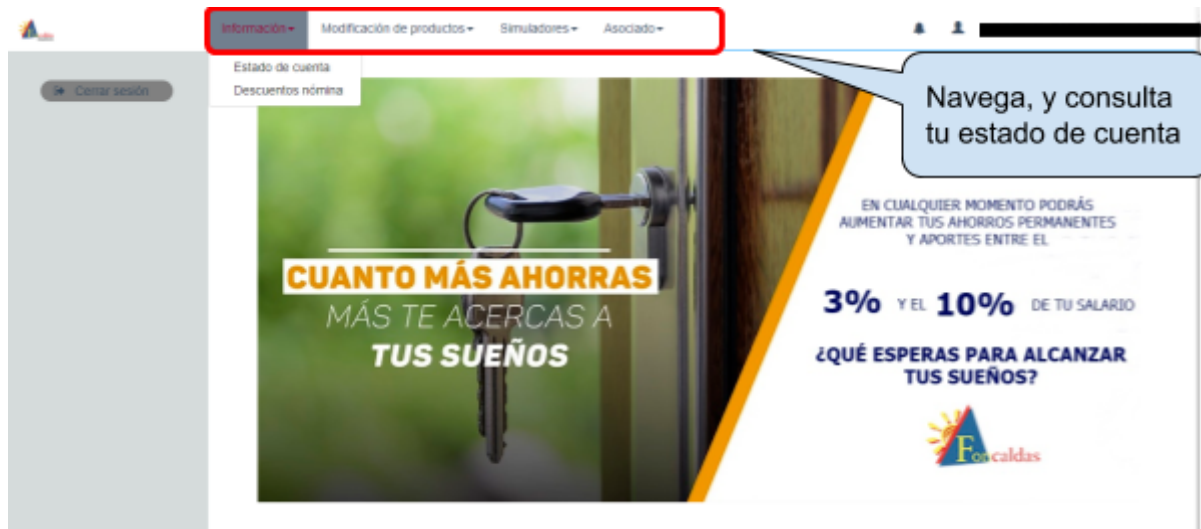 Información Modificación de productos Simuladores Asociado
Estado de cuenta
Descuentos nómina
Cerrar sesión
Navega, y consulta
tu estado de cuenta
CUANTO MÁS AHORRAS
MÁS TE ACERCAS A
TUS SUEÑOS
EN CUALQUIER MOMENTO PODRÁS
AUMENTAR TUS AHORROS PERMANENTES
Y APORTES ENTRE EL
3% Y EL 10% DE TU SALARIO
¿QUÉ ESPERAS PARA ALCANZAR
TUS SUEÑOS?
Foncaldas